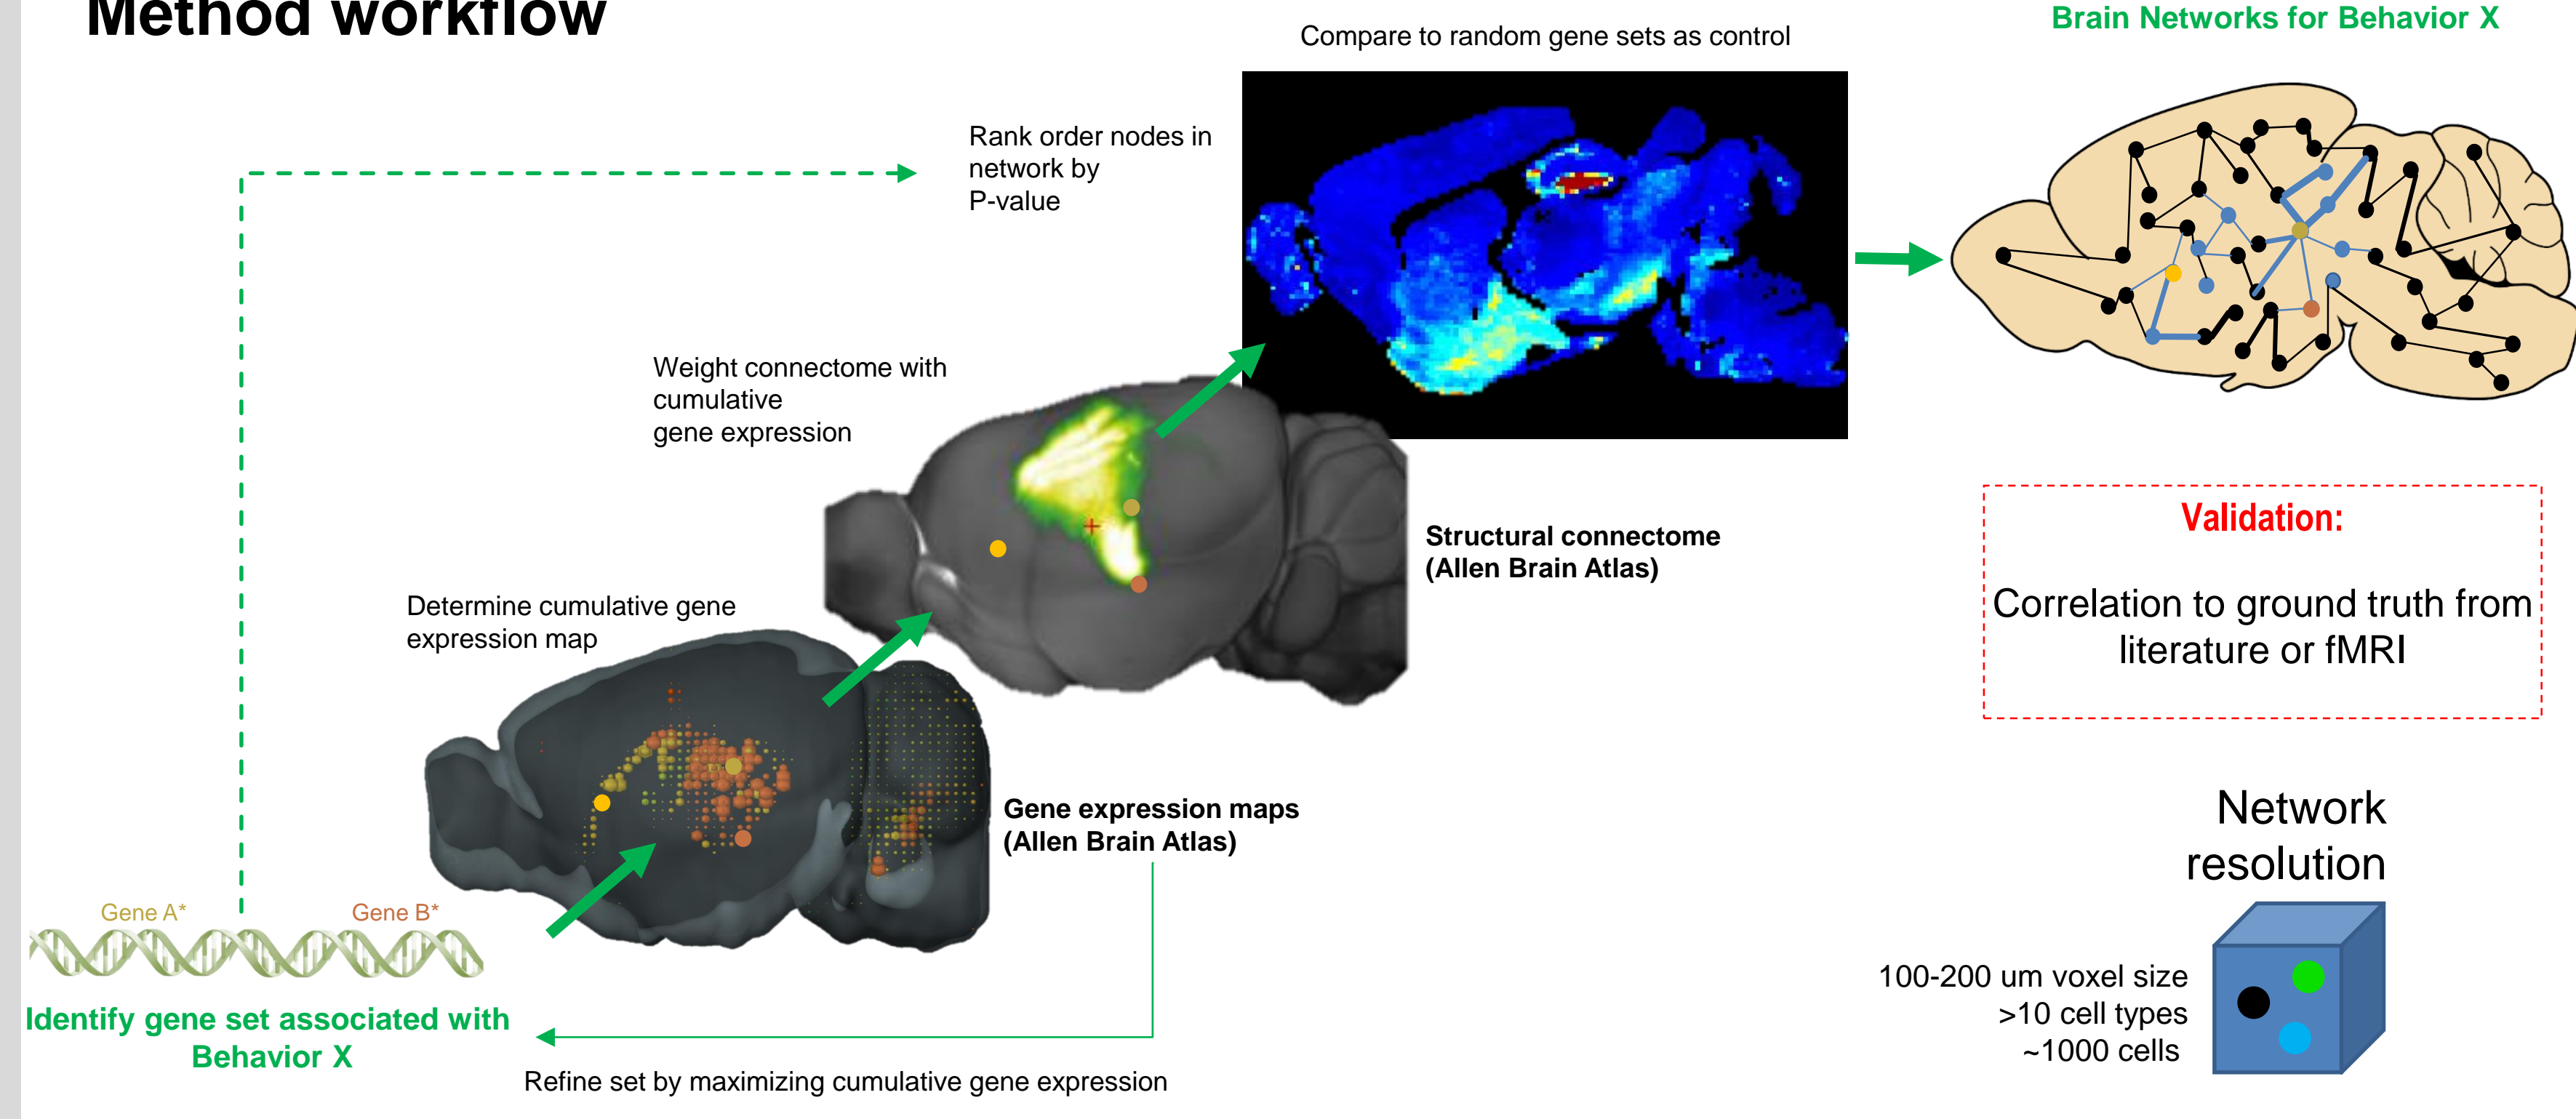 Method workflow
Compare to random gene sets as control
Brain Networks for Behavior X
Rank order nodes in
network by
P-value
Weight connectome with
cumulative
gene expression
Structural connectome
(Allen Brain Atlas)
Validation:
Correlation to ground truth from
literature or fMRI
Determine cumulative gene
expression map
Gene expression maps
(Allen Brain Atlas)
Network
resolution
100-200 um voxel size
>10 cell types
~1000 cells
Gene A*
Gene B*
Identify gene set associated with
Behavior X
Refine set by maximizing cumulative gene expression